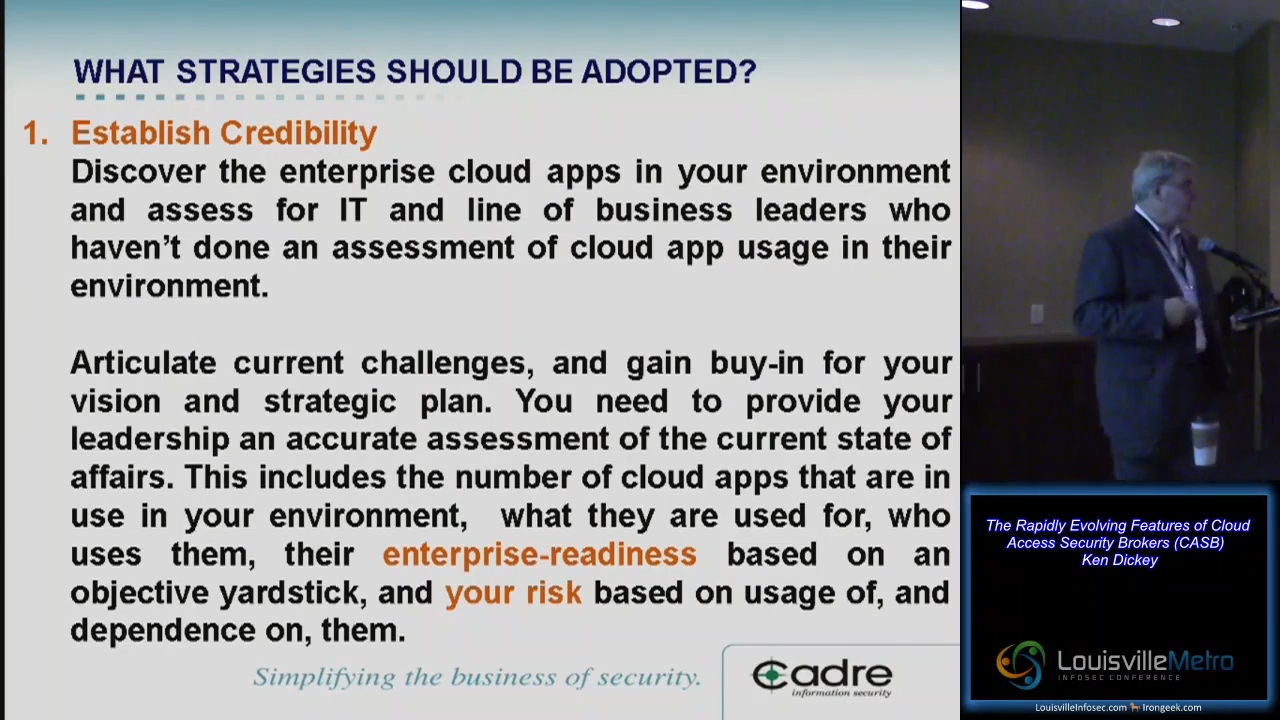 WHAT STRATEGIES SHOULD BE ADOPTED?
1. Establish Credibility
Discover the enterprise cloud apps in your environment
and assess for IT and line of business leaders who
haven't done an assessment of cloud app usage in their
environment.
Articulate current challenges, and gain buy-in for your
vision and strategic plan. You need to provide your
leadership an accurate assessment of the current state of
affairs. This includes the number of cloud apps that are in
use in your environment, what they are used for, who
uses them, their enterprise-readiness based on an
objective yardstick, and your risk based on usage of, and
dependence on, them.
Simplifying the business of security.
Cadre
information security
The Rapidly Evolving Features of Cloud
Access Security Brokers (CASB)
Ken Dickey
LouisvilleMetro
INFOSEC CONFERENCE
LouisvilleInfosec.com Irongeek.com